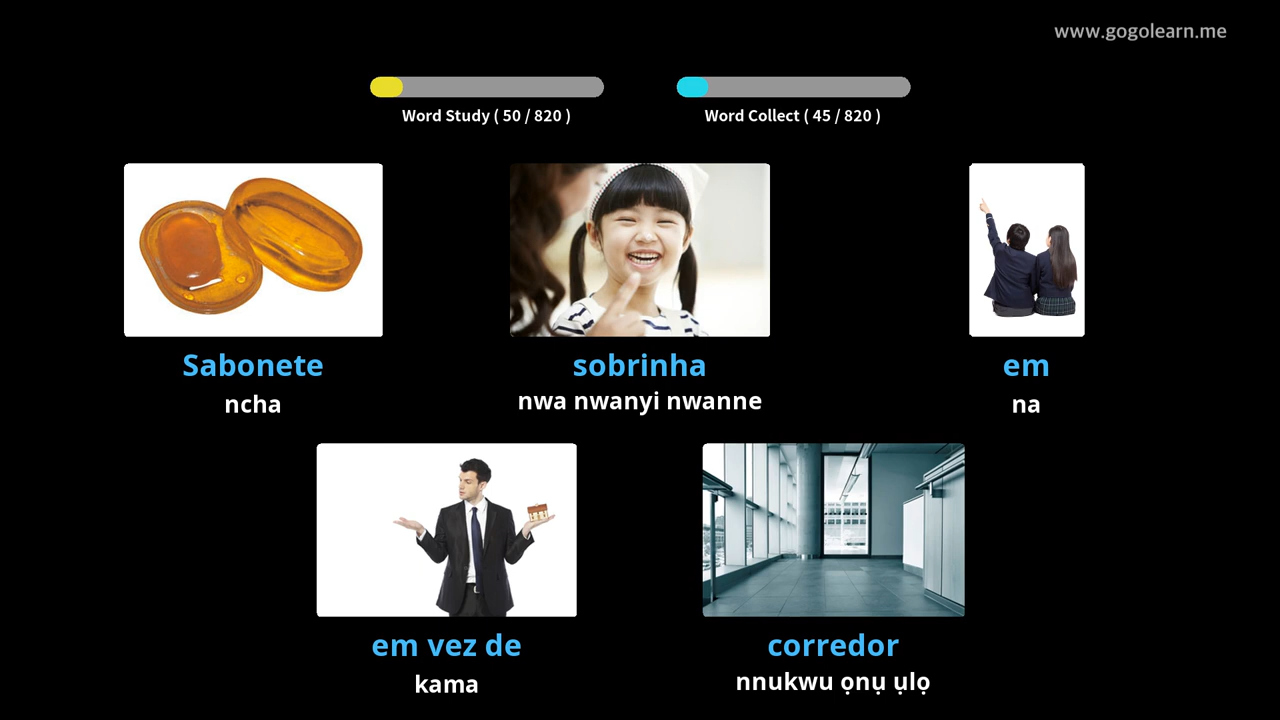 www.gogolearn.me
Word Study ( 50 / 820 )
Word Collect ( 45 / 820 )
Sabonete
ncha
sobrinha
nwa nwanyi nwanne
em
na
em vez de
kama
corredor
nnukwu ọnụ ụlọ